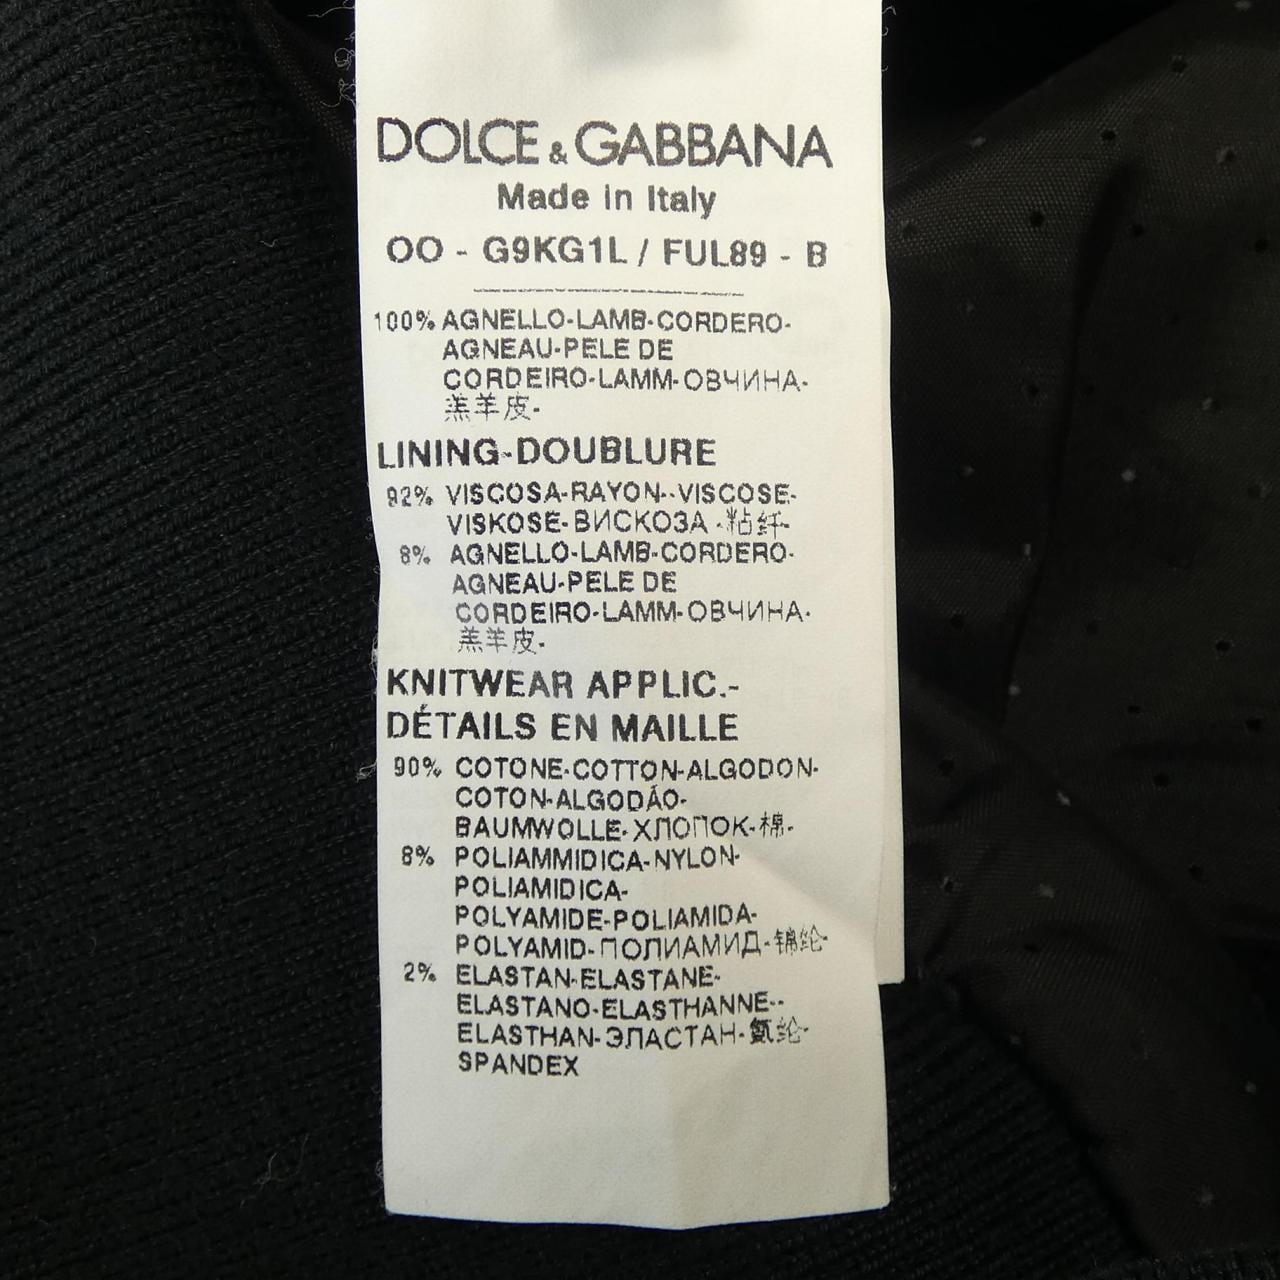 DOLCE & GABBANA
Made in Italy
OO - G9KG1L / FUL89 - B
100% AGNELLO-LAMB-CORDERO-
AGNEAU-PELE DE
CORDEIRO-LAMM-ОВЧИНА-
羔羊皮-
LINING-DOUBLURE
92% VISCOSA-RAYON--VISCOSE-
VISKOSE-ВИСКОЗА -粘纤-
8% AGNELLO-LAMB-CORDERO-
AGNEAU-PELE DE
CORDEIRO-LAMM-ОВЧИНА-
羔羊皮-
KNITWEAR APPLIC.-
DÉTAILS EN MAILLE
90% COTONE-COTTON-ALGODON-
COTON-ALGODÃO-
BAUMWOLLE-ХЛОПОК-棉-
8% POLIAMMIDICA-NYLON-
POLIAMIDICA-
POLYAMIDE-POLIAMIDA-
POLYAMID-ПОЛИАМИД-锦纶-
2% ELASTAN-ELASTANE-
ELASTANO-ELASTHANNE--
ELASTHAN-ЭЛАСТАН-氨纶-
SPANDEX